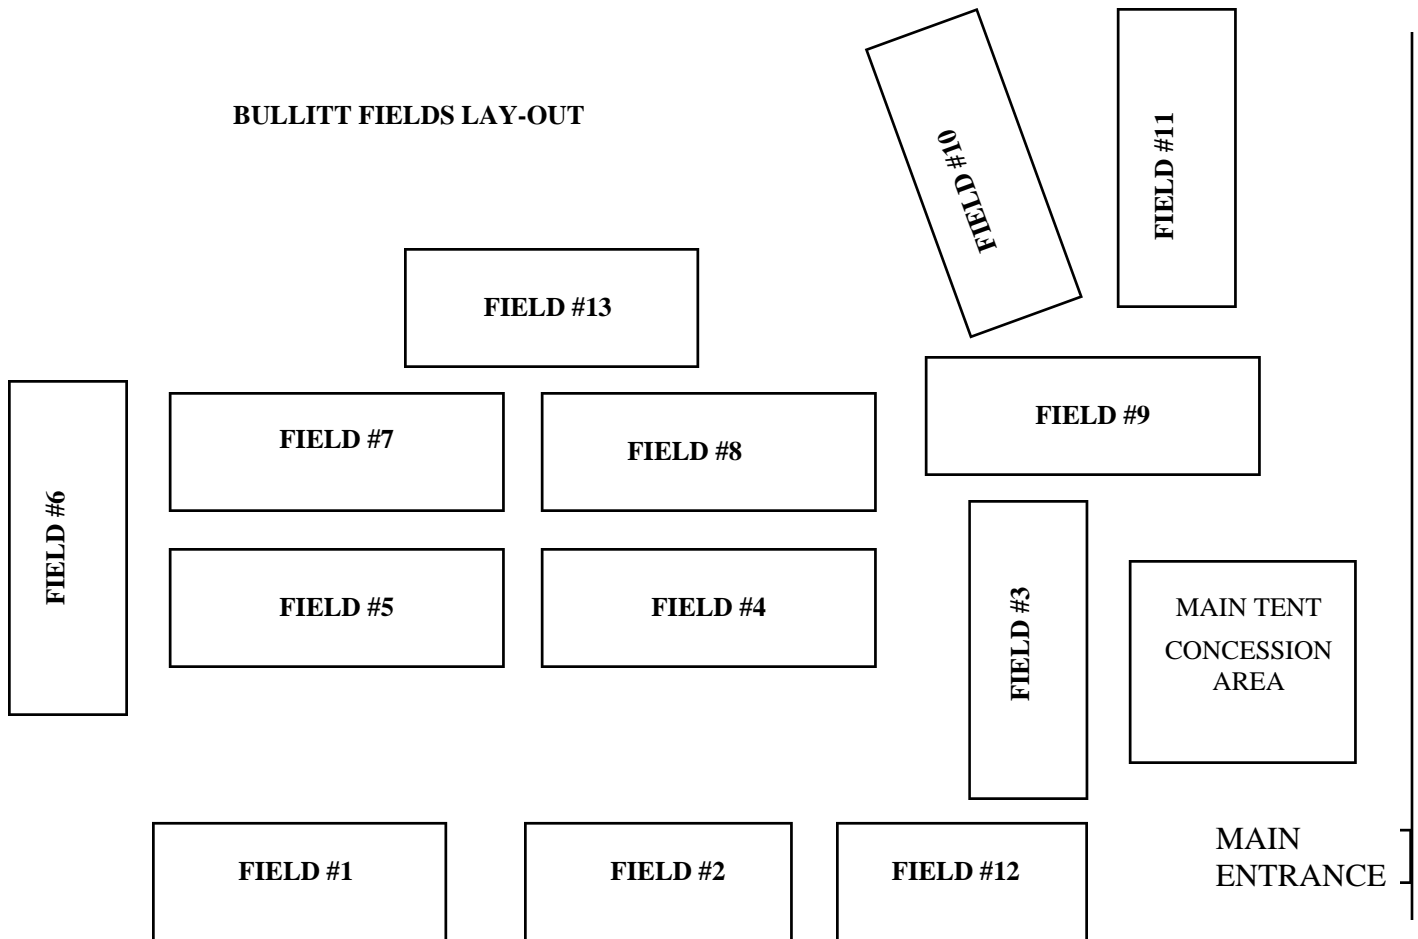 BULLITT FIELDS LAY-OUT
FIELD #10
FIELD #11
FIELD #13
FIELD #9
FIELD #7
FIELD #8
FIELD #6
FIELD #5
FIELD #4
FIELD #3
MAIN TENT
CONCESSION
AREA
MAIN
ENTRANCE
FIELD #1
FIELD #2
FIELD #12